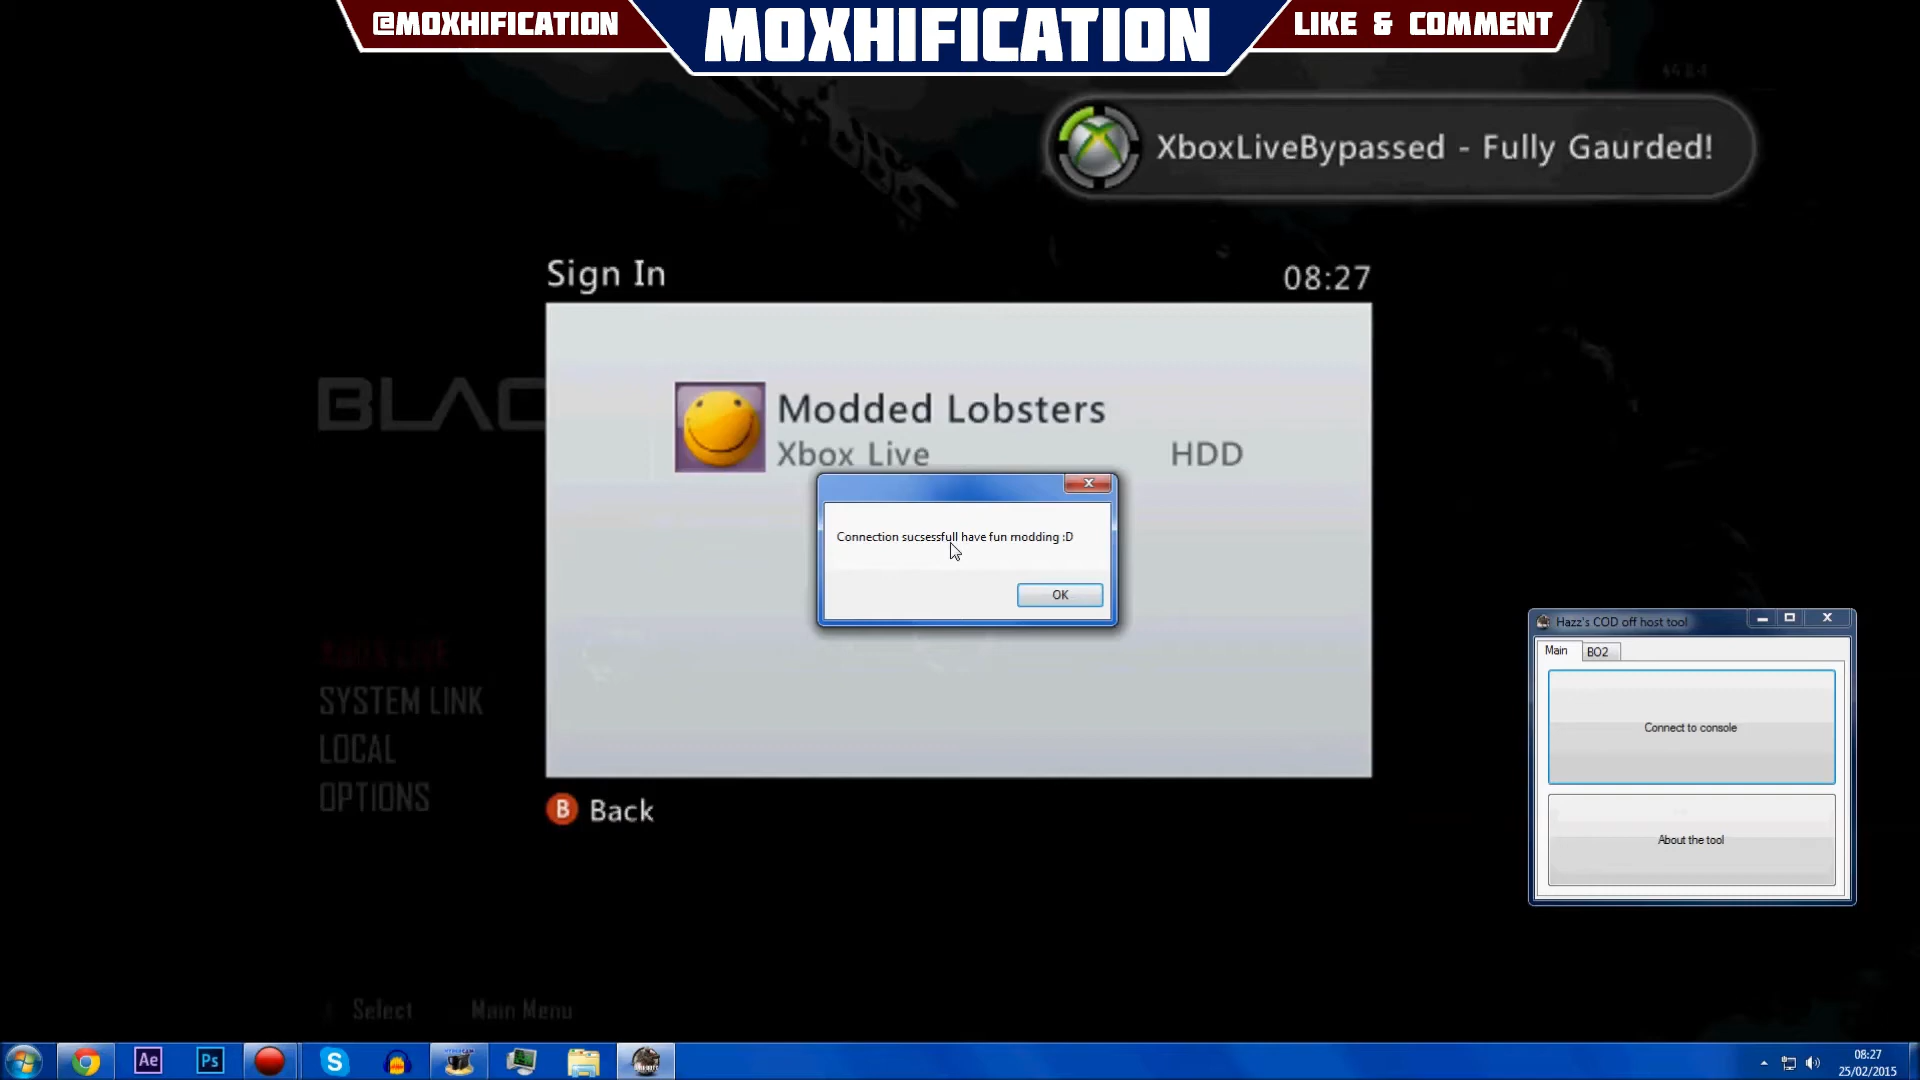 @MOXHIFICATION
MOXHIFICATION
LIKE & COMMENT
XboxLiveBypassed - Fully Gaurded!
Sign In
08:27
BLAC
Modded Lobsters
Xbox Live
HDD
Connection sucsessfull have fun modding :D
OK
Hazz's COD off host tool
Main
BO2
Connect to console
About the tool
XBOX LIVE
SYSTEM LINK
LOCAL
OPTIONS
B Back
Select
Main Menu
Ae
Ps
08:27
25/02/2015